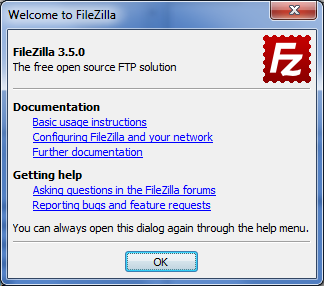 Welcome to FileZilla
FileZilla 3.5.0
The free open source FTP solution
Fz
Documentation
Basic usage instructions
Configuring FileZilla and your network
Further documentation
Getting help
Asking questions in the FileZilla forums
Reporting bugs and feature requests
You can always open this dialog again through the help menu.
OK